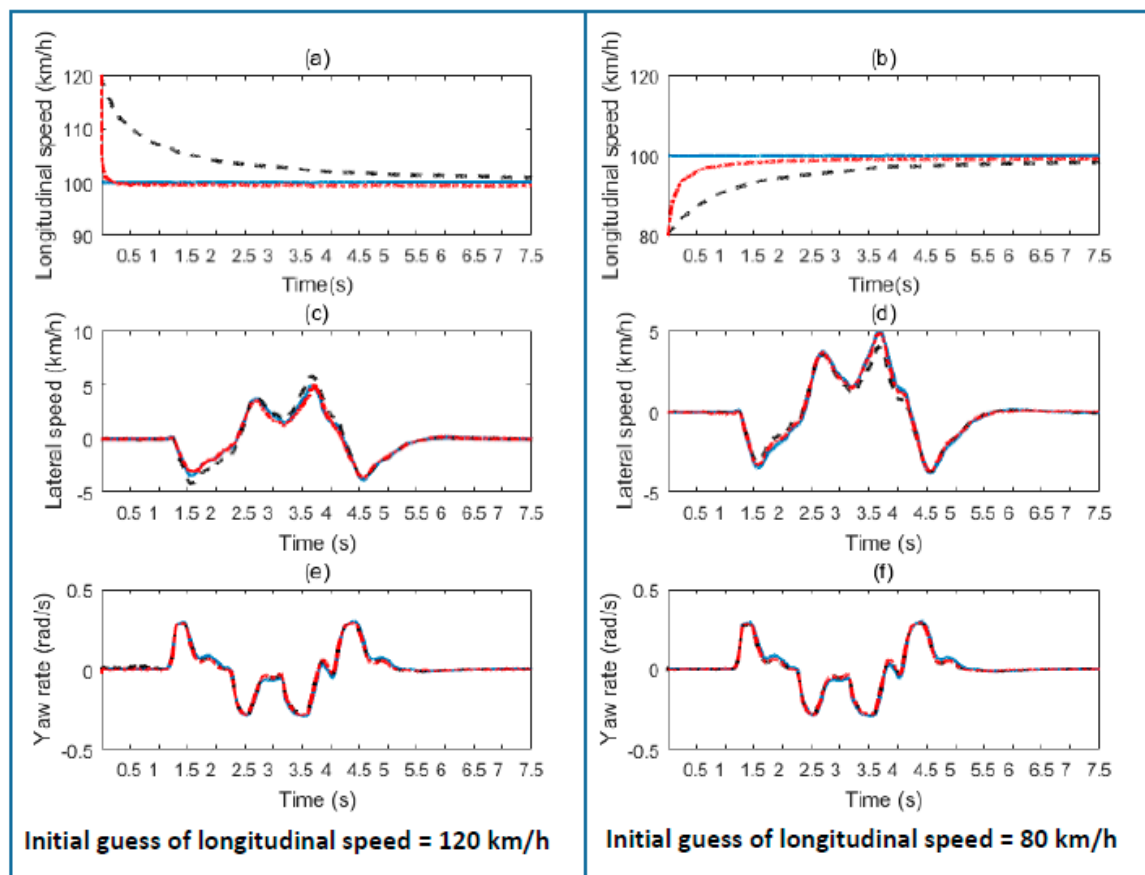 (a)
Longitudinal speed (km/h)
120
110
100
90
0.5 1 1.5 2 2.5 3 3.5 4 4.5 5 5.5 6 6.5 7 7.5
Time(s)
(c)
Lateral speed (km/h)
10
5
0
-5
0.5 1 1.5 2 2.5 3 3.5 4 4.5 5 5.5 6 6.5 7 7.5
Time (s)
(e)
Yaw rate (rad/s)
0.5
0
-0.5
0.5 1 1.5 2 2.5 3 3.5 4 4.5 5 5.5 6 6.5 7 7.5
Time (s)
Initial guess of longitudinal speed = 120 km/h
(b)
Longitudinal speed (km/h)
120
100
80
0.5 1 1.5 2 2.5 3 3.5 4 4.5 5 5.5 6 6.5 7 7.5
Time(s)
(d)
Lateral speed (km/h)
5
0
-5
0.5 1 1.5 2 2.5 3 3.5 4 4.5 5 5.5 6 6.5 7 7.5
Time (s)
(f)
Yaw rate (rad/s)
0.5
0
-0.5
0.5 1 1.5 2 2.5 3 3.5 4 4.5 5 5.5 6 6.5 7 7.5
Time (s)
Initial guess of longitudinal speed = 80 km/h